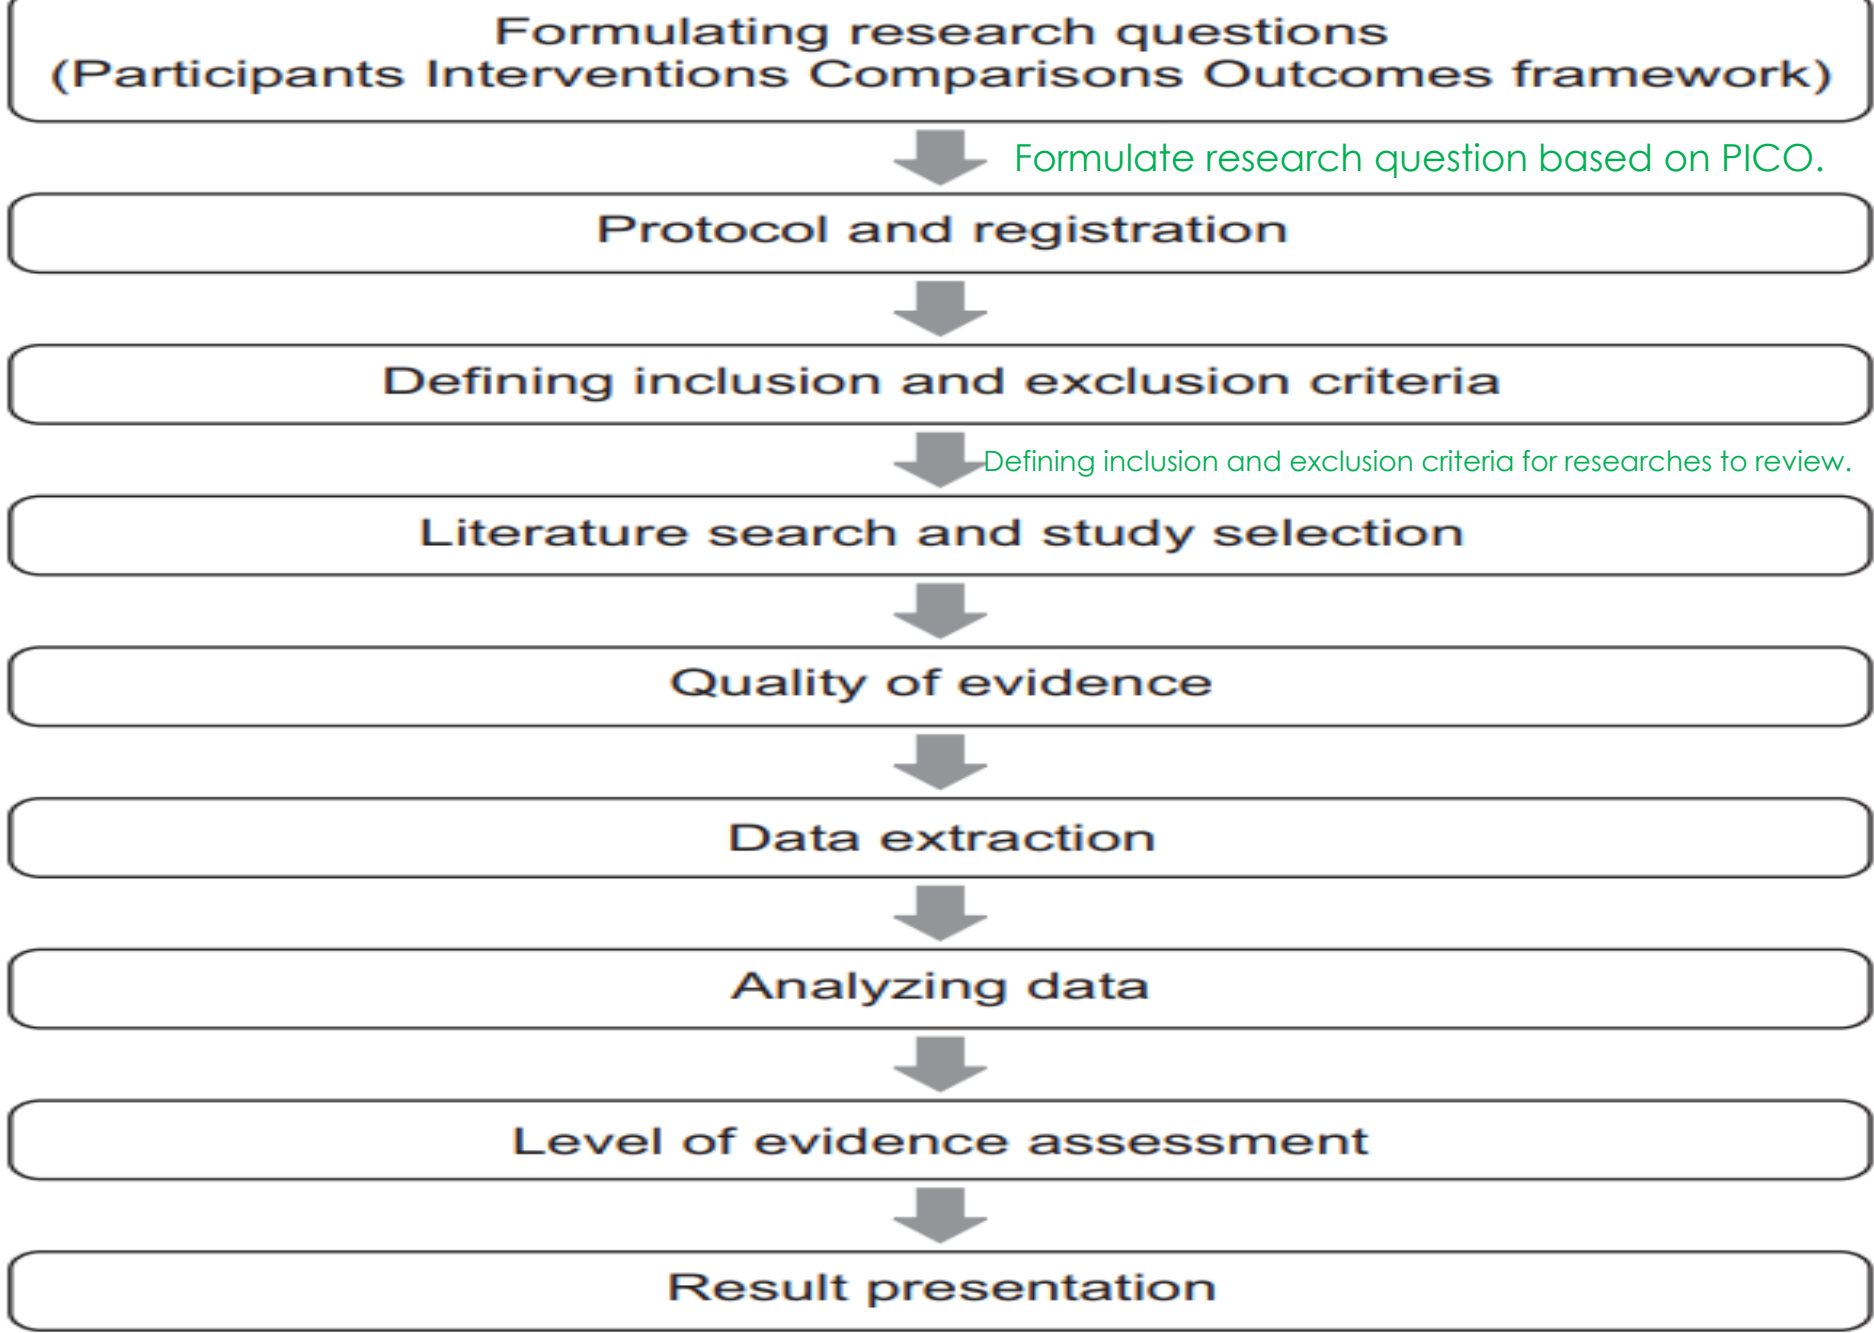 Formulating research questions
(Participants Interventions Comparisons Outcomes framework)
Formulate research question based on PICO.
Protocol and registration
Defining inclusion and exclusion criteria
Defining inclusion and exclusion criteria for researches to review.
Literature search and study selection
Quality of evidence
Data extraction
Analyzing data
Level of evidence assessment
Result presentation